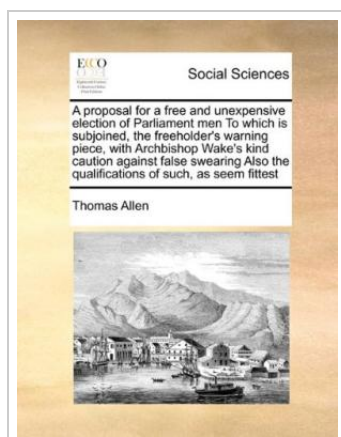 ECCO
Social Sciences
A proposal for a free and unexpensive
election of Parliament men To which is
subjoined, the freeholder's warning
piece, with Archbishop Wake's kind
caution against false swearing Also the
qualifications of such, as seem fittest
Thomas Allen